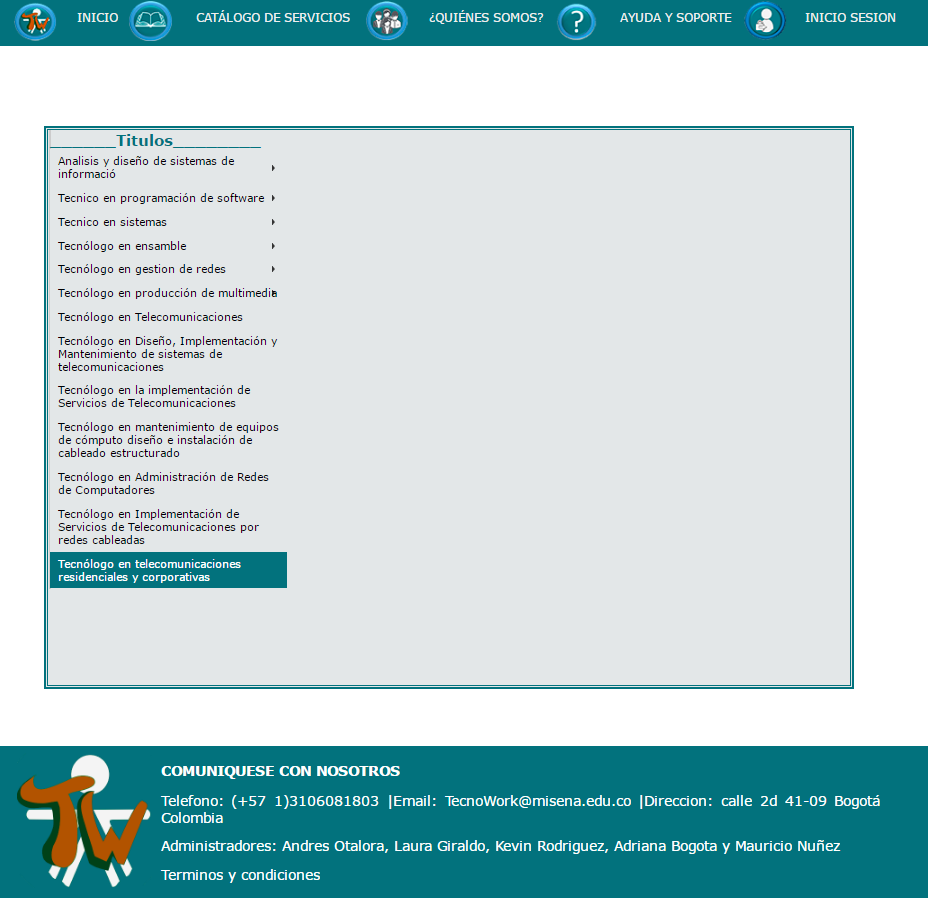 INICIO CATÁLOGO DE SERVICIOS ¿QUIÉNES SOMOS? ? AYUDA Y SOPORTE INICIO SESION
______Titulos________
Analisis y diseño de sistemas de
informació
Tecnico en programación de software
Tecnico en sistemas
Tecnólogo en ensamble
Tecnólogo en gestion de redes
Tecnólogo en producción de multimedia
Tecnólogo en Telecomunicaciones
Tecnólogo en Diseño, Implementación y
Mantenimiento de sistemas de
telecomunicaciones
Tecnólogo en la implementación de
Servicios de Telecomunicaciones
Tecnólogo en mantenimiento de equipos
de cómputo diseño e instalación de
cableado estructurado
Tecnólogo en Administración de Redes
de Computadores
Tecnólogo en Implementación de
Servicios de Telecomunicaciones por
redes cableadas
Tecnólogo en telecomunicaciones
residenciales y corporativas
TW
COMUNIQUESE CON NOSOTROS
Telefono: (+57 1)3106081803 |Email: TecnoWork@misena.edu.co |Direccion: calle 2d 41-09 Bogotá
Colombia
Administradores: Andres Otalora, Laura Giraldo, Kevin Rodriguez, Adriana Bogota y Mauricio Nuñez
Terminos y condiciones